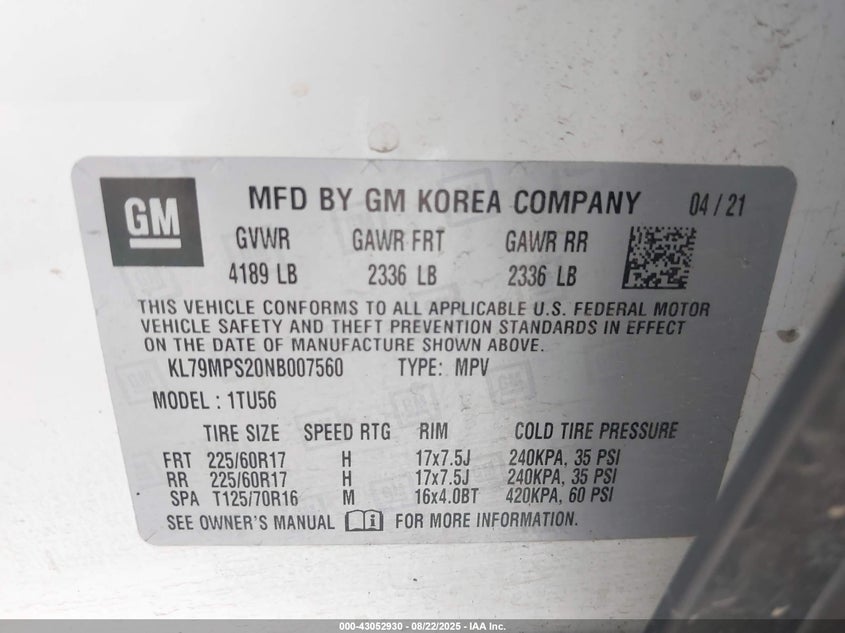 GM
MFD BY GM KOREA COMPANY 04 / 21
GVWR GAWR FRT GAWR RR
4189 LB 2336 LB 2336 LB
THIS VEHICLE CONFORMS TO ALL APPLICABLE U.S. FEDERAL MOTOR
VEHICLE SAFETY AND THEFT PREVENTION STANDARDS IN EFFECT
ON THE DATE OF MANUFACTURE SHOWN ABOVE.
KL79MPS20NB007560 TYPE: MPV
MODEL : 1TU56
TIRE SIZE SPEED RTG RIM COLD TIRE PRESSURE
FRT 225/60R17 H 17x7.5J 240KPA, 35 PSI
RR 225/60R17 H 17x7.5J 240KPA, 35 PSI
SPA T125/70R16 M 16x4.0BT 420KPA, 60 PSI
SEE OWNER'S MANUAL FOR MORE INFORMATION.
000-43052930 - 08/22/2025 - IAA Inc.